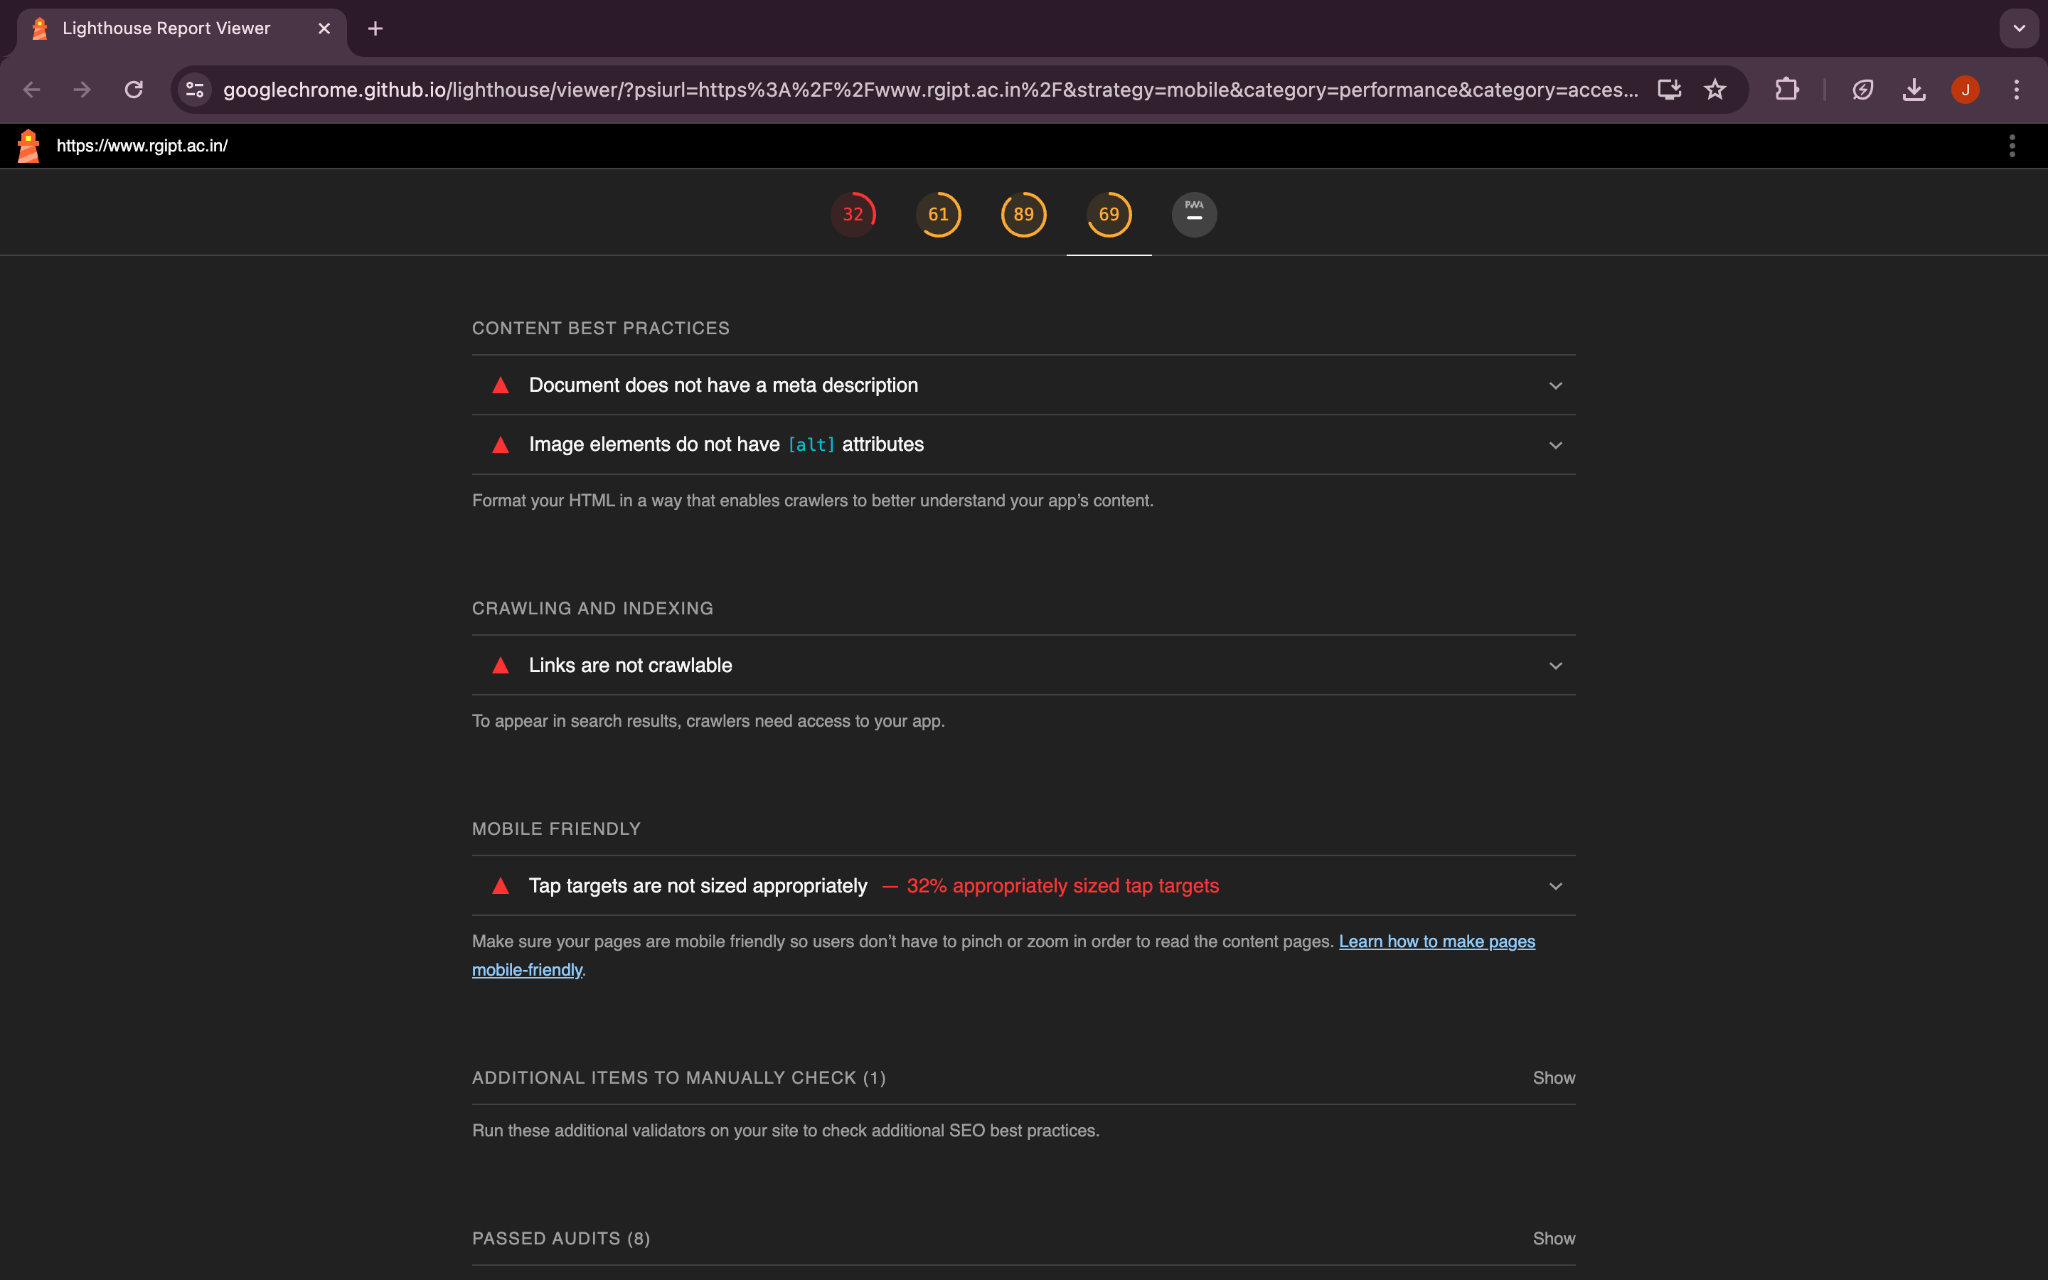 Lighthouse Report Viewer
googlechrome.github.io/lighthouse/viewer/?psiurl=https%3A%2F%2Fwww.rgipt.ac.in%2F&strategy=mobile&category=performance&category=acces...
J
https://www.rgipt.ac.in/
32 61 89 69 PWA
CONTENT BEST PRACTICES
Document does not have a meta description
Image elements do not have [alt] attributes
Format your HTML in a way that enables crawlers to better understand your app’s content.
CRAWLING AND INDEXING
Links are not crawlable
To appear in search results, crawlers need access to your app.
MOBILE FRIENDLY
Tap targets are not sized appropriately — 32% appropriately sized tap targets
Make sure your pages are mobile friendly so users don’t have to pinch or zoom in order to read the content pages. Learn how to make pages
mobile-friendly.
ADDITIONAL ITEMS TO MANUALLY CHECK (1) Show
Run these additional validators on your site to check additional SEO best practices.
PASSED AUDITS (8) Show